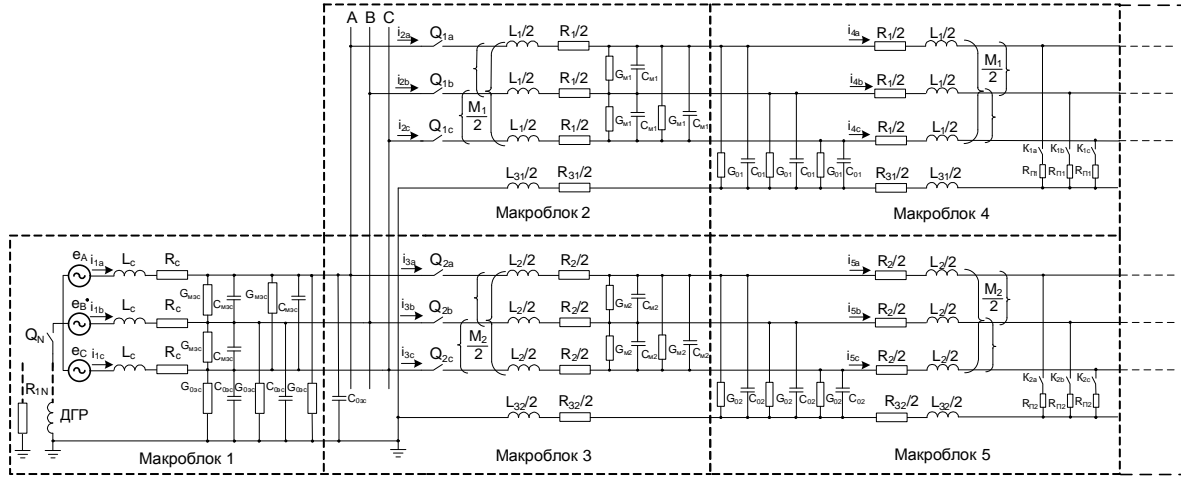 A B C
i2a Q1a L1/2 R1/2
i4a R1/2 L1/2
Gм1 Cм1
M1/2
i2b Q1b L1/2 R1/2
i4b R1/2 L1/2
M1/2
Gм1 Cм1 Gм1 Cм1
i2c Q1c L1/2 R1/2
i4c R1/2 L1/2
K1a K1b K1c
G01 C01 G01 C01 G01 C01
RП1 RП1 RП1
L31/2 R31/2
R31/2 L31/2
Макроблок 2
Макроблок 4
eA i1a Lc Rc
i3a Q2a L2/2 R2/2
i5a R2/2 L2/2
Gмэс Cмэс Gмэс Cмэс
Gм2 Cм2
M2/2
QN
eB i1b Lc Rc
i3b Q2b L2/2 R2/2
i5b R2/2 L2/2
Gмэс Cмэс
M2/2
Gм2 Cм2 Gм2 Cм2
eC i1c Lc Rc
i3c Q2c L2/2 R2/2
i5c R2/2 L2/2
R1N
G0эс C0эс G0эс C0эс G0эс C0эс
K2a K2b K2c
G02 C02 G02 C02 G02 C02
RП2 RП2 RП2
ДГР
L32/2 R32/2
R32/2 L32/2
Макроблок 1
Макроблок 3
Макроблок 5